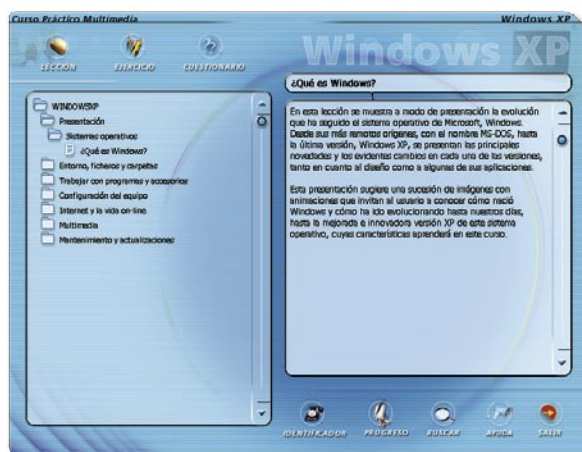 Curso Práctico Multimedia
Windows XP
LECCIÓN
EJERCICIO
CUESTIONARIO
Windows XP
¿Qué es Windows?
WINDOWSXP
Presentación
Sistemas operativos
¿Qué es Windows?
Entorno, ficheros y carpetas
Trabajar con programas y accesorios
Configuración del equipo
Internet y la vida on-line
Multimedia
Mantenimiento y actualizaciones
En esta lección se muestra a modo de presentación la evolución
que ha seguido el sistema operativo de Microsoft, Windows.
Desde sus más remotos orígenes, con el nombre MS-DOS, hasta
la última versión, Windows XP, se presentan las principales
novedades y los evidentes cambios en cada una de las versiones,
tanto en cuanto al diseño como a algunas de sus aplicaciones.
Esta presentación sugiere una sucesión de imágenes con
animaciones que invitan al usuario a conocer cómo nació
Windows y cómo ha ido evolucionando hasta nuestros días,
hasta la mejorada e innovadora versión XP de este sistema
operativo, cuyas características aprenderá en este curso.
IDENTIFICADOR
PROGRESO
BUSCAR
AYUDA
SALIR